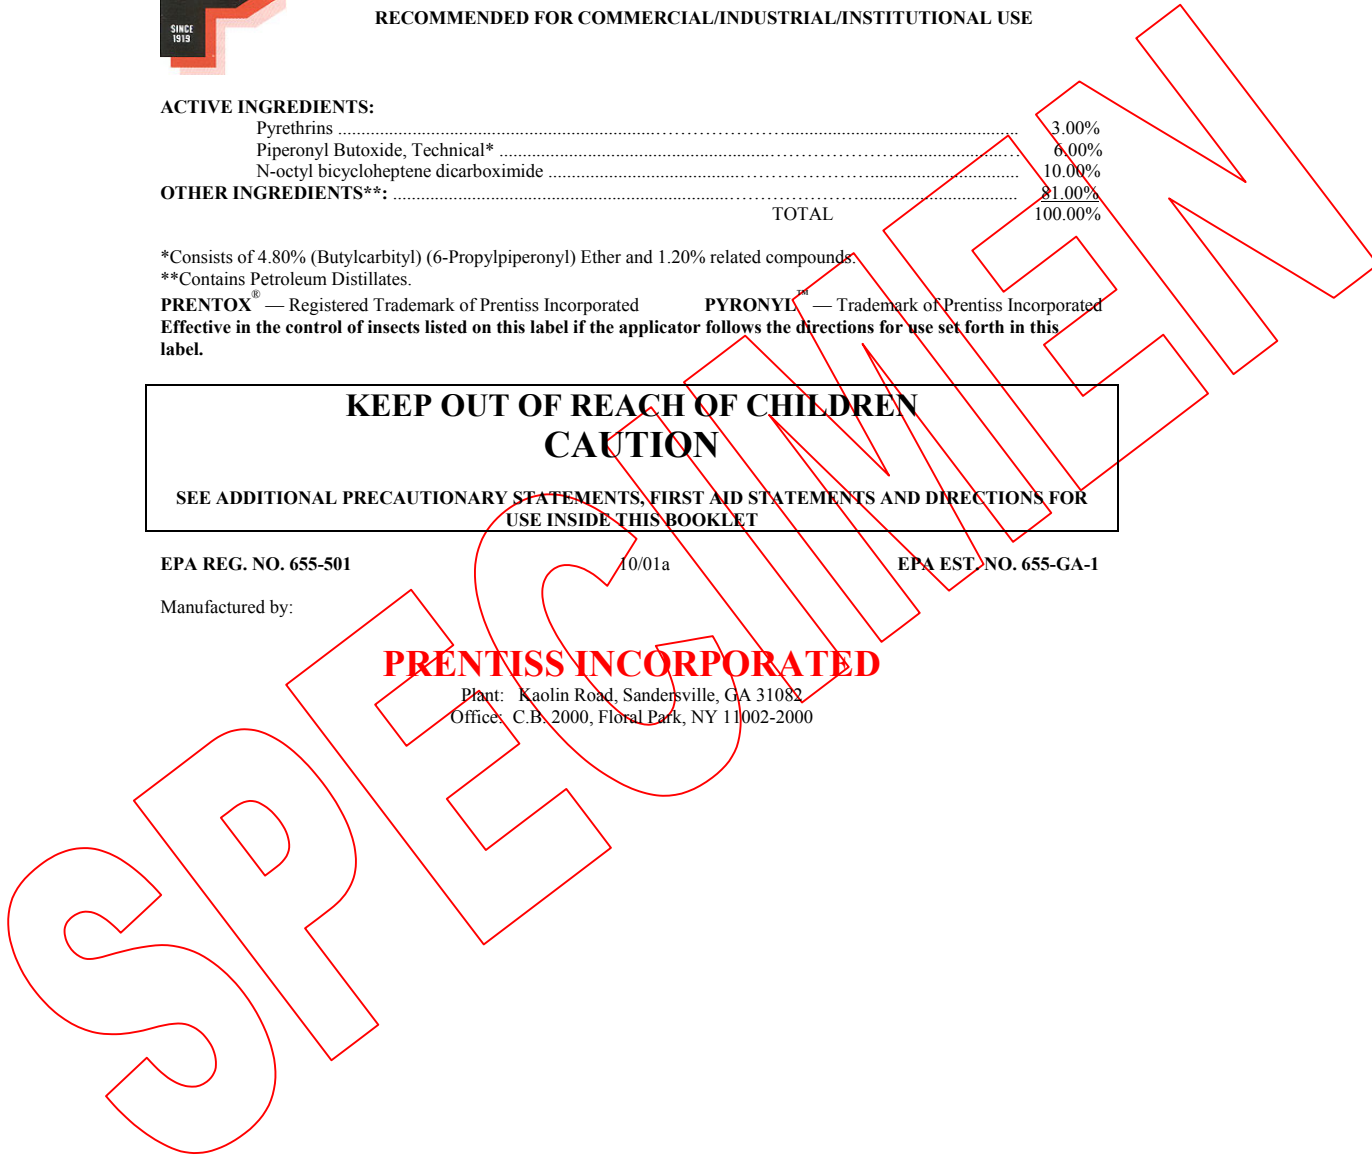 RECOMMENDED FOR COMMERCIAL/INDUSTRIAL/INSTITUTIONAL USE
SINCE
1919
ACTIVE INGREDIENTS:
Pyrethrins ........................................................................................................ 3.00%
Piperonyl Butoxide, Technical* ........................................................................................................ 6.00%
N-octyl bicycloheptene dicarboximide ........................................................................................................ 10.00%
OTHER INGREDIENTS**: ........................................................................................................ 81.00%
TOTAL 100.00%
*Consists of 4.80% (Butylcarbityl) (6-Propylpiperonyl) Ether and 1.20% related compounds.
**Contains Petroleum Distillates.
PRENTOX® — Registered Trademark of Prentiss Incorporated PYRONYL™ — Trademark of Prentiss Incorporated
Effective in the control of insects listed on this label if the applicator follows the directions for use set forth in this
label.
KEEP OUT OF REACH OF CHILDREN
CAUTION
SEE ADDITIONAL PRECAUTIONARY STATEMENTS, FIRST AID STATEMENTS AND DIRECTIONS FOR
USE INSIDE THIS BOOKLET
EPA REG. NO. 655-501 10/01a EPA EST. NO. 655-GA-1
Manufactured by:
PRENTISS INCORPORATED
Plant: Kaolin Road, Sandersville, GA 31082
Office: C.B. 2000, Floral Park, NY 11002-2000
SPECIMEN